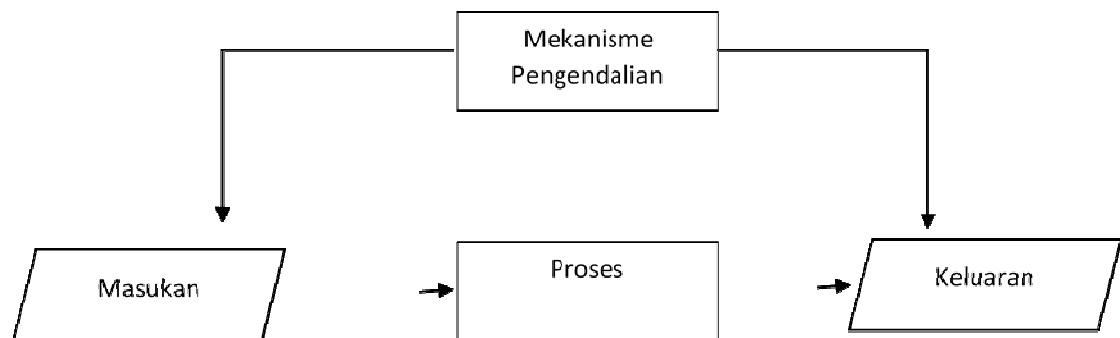 Mekanisme
Pengendalian
Masukan
Proses
Keluaran